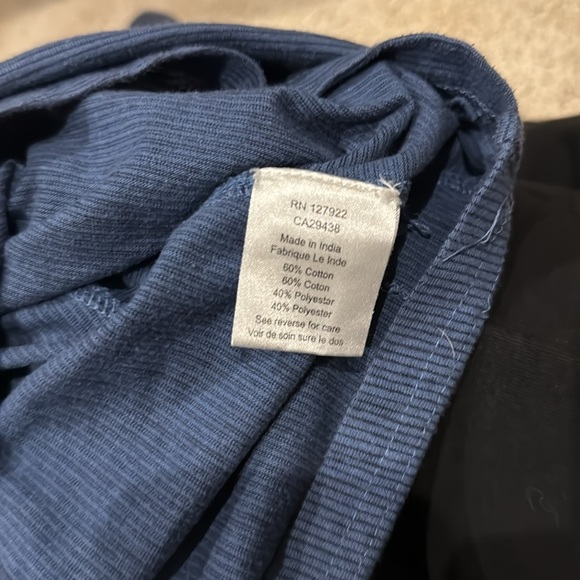 RN 127922
CA29438
Made in India
Fabrique Le Inde
60% Cotton
60% Coton
40% Polyester
40% Polyester
See reverse for care
Voir de soin sure le dos